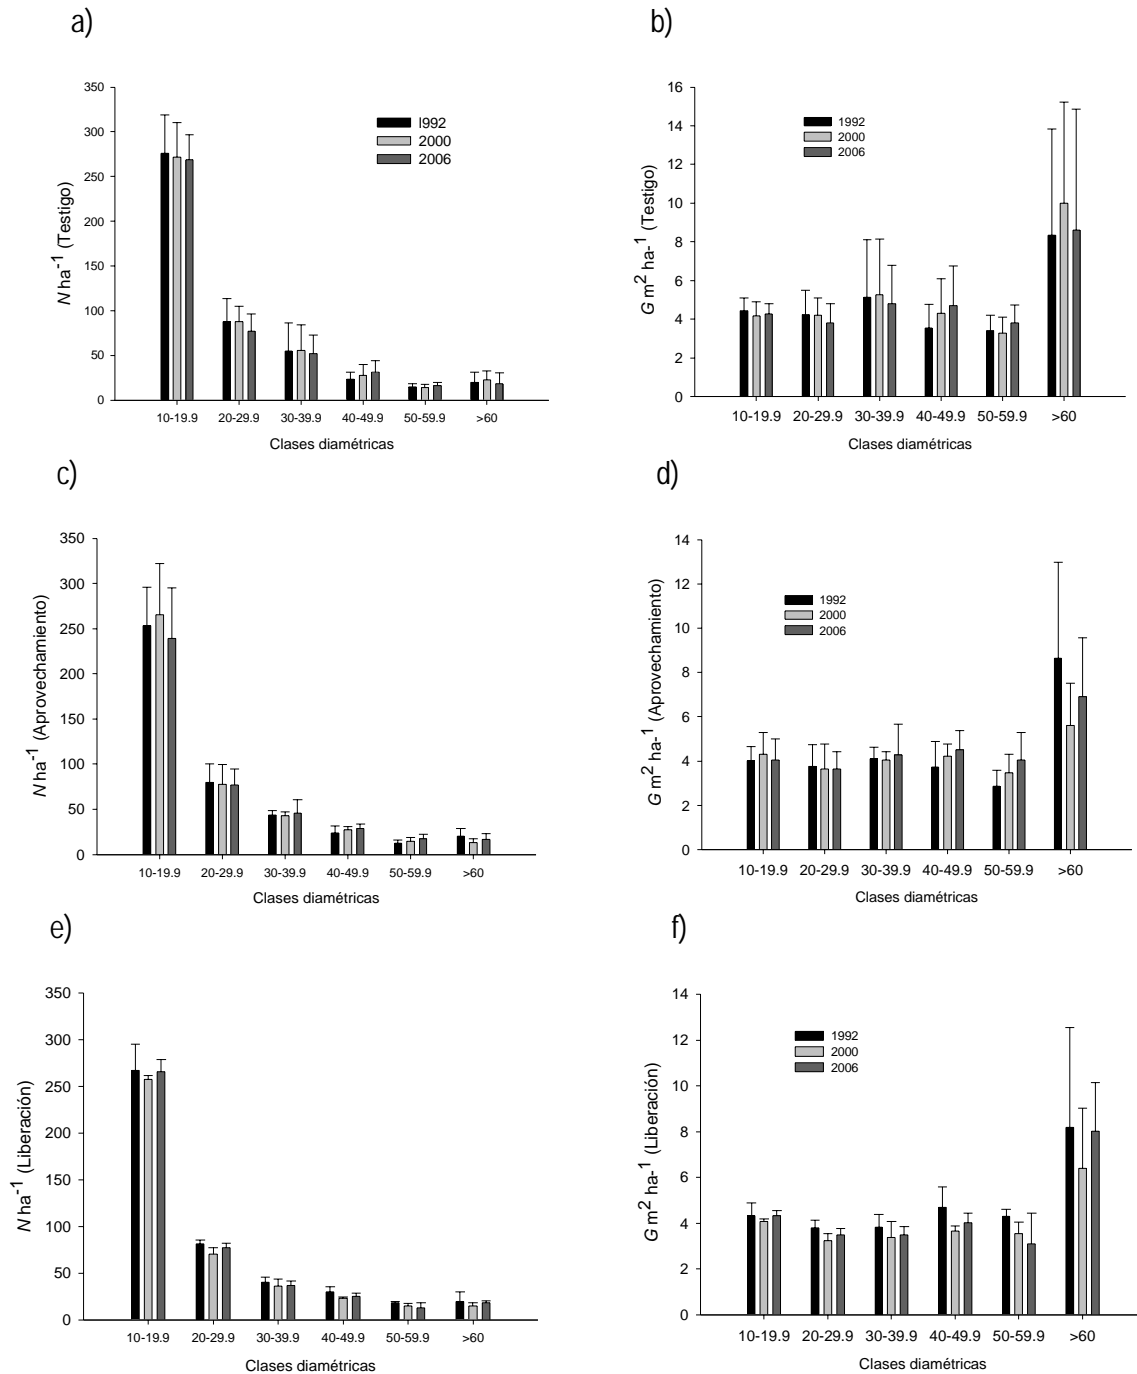 a)
350
300
250
200
150
100
50
0
N ha-1 (Testigo)
I992
2000
2006
10-19.9 20-29.9 30-39.9 40-49.9 50-59.9 >60
Clases diamétricas
b)
16
14
12
10
8
6
4
2
0
G m2 ha-1 (Testigo)
1992
2000
2006
10-19.9 20-29.9 30-39.9 40-49.9 50-59.9 >60
Clases diamétricas
c)
350
300
250
200
150
100
50
0
N ha-1 (Aprovechamiento)
10-19.9 20-29.9 30-39.9 40-49.9 50-59.9 >60
Clases diamétricas
d)
14
12
10
8
6
4
2
0
G m2 ha-1 (Aprovechamiento)
1992
2000
2006
10-19.9 20-29.9 30-39.9 40-49.9 50-59.9 >60
Clases diamétricas
e)
350
300
250
200
150
100
50
0
N ha-1 (Liberación)
10-19.9 20-29.9 30-39.9 40-49.9 50-59.9 >60
Clases diamétricas
f)
14
12
10
8
6
4
2
0
G m2 ha-1 (Liberación)
1992
2000
2006
10-19.9 20-29.9 30-39.9 40-49.9 50-59.9 >60
Clases diamétricas